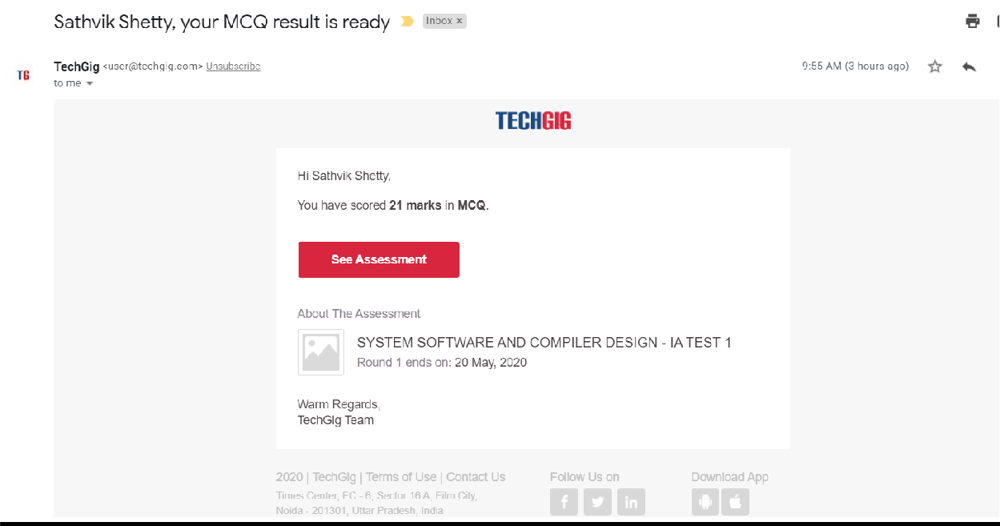 Sathvik Shetty, your MCQ result is ready Inbox ×
TG
TechGig <user@techgig.com> Unsubscribe
9:55 AM (3 hours ago)
to me
TECHGIG
Hi Sathvik Shetty,
You have scored 21 marks in MCQ.
See Assessment
About The Assessment
SYSTEM SOFTWARE AND COMPILER DESIGN - IA TEST 1
Round 1 ends on: 20 May, 2020
Warm Regards,
TechGig Team
2020 | TechGig | Terms of Use | Contact Us
Times Center, FC - 6, Sector 16 A, Film City,
Noida - 201301, Uttar Pradesh, India
Follow Us on
f in
Download App